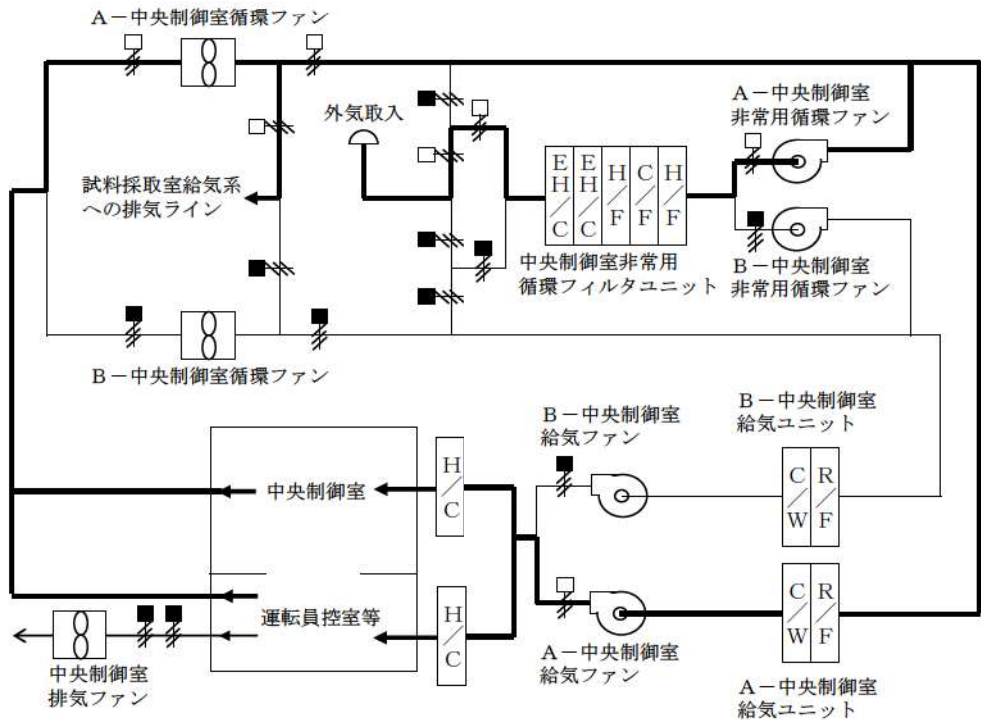 A－中央制御室循環ファン
外気取入
A－中央制御室
非常用循環ファン
試料採取室給気系
への排気ライン
EH/C
EH/C
H/F
C/F
H/F
中央制御室非常用
循環フィルタユニット
B－中央制御室
非常用循環ファン
B－中央制御室循環ファン
B－中央制御室
給気ファン
B－中央制御室
給気ユニット
中央制御室
H/C
C/W
R/F
運転員控室等
H/C
C/W
R/F
中央制御室
排気ファン
A－中央制御室
給気ファン
A－中央制御室
給気ユニット